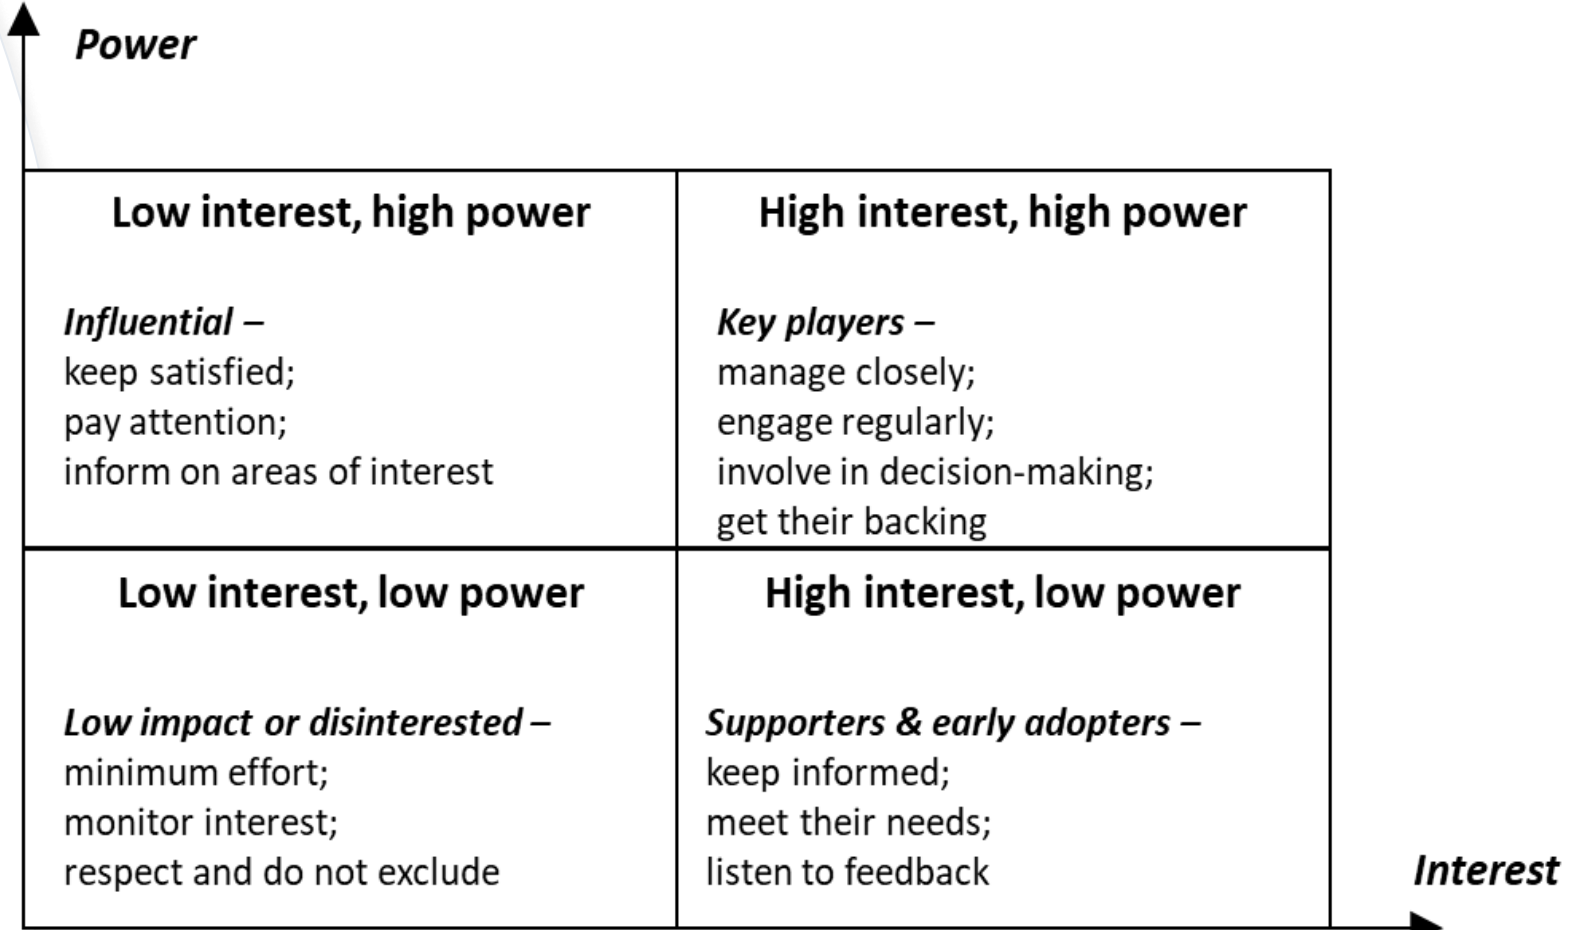 Power
Low interest, high power
Influential –
keep satisfied;
pay attention;
inform on areas of interest
High interest, high power
Key players –
manage closely;
engage regularly;
involve in decision-making;
get their backing
Low interest, low power
Low impact or disinterested –
minimum effort;
monitor interest;
respect and do not exclude
High interest, low power
Supporters & early adopters –
keep informed;
meet their needs;
listen to feedback
Interest